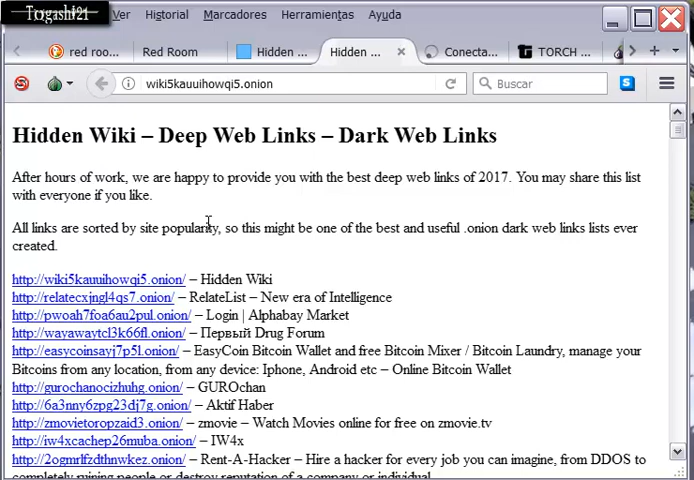 Togashi21
Ver Historial Marcadores Herramientas Ayuda
red roo... Red Room Hidden ... Hidden ... Conecta... TORCH ...
wiki5kauuihowqi5.onion Buscar
Hidden Wiki – Deep Web Links – Dark Web Links
After hours of work, we are happy to provide you with the best deep web links of 2017. You may share this list
with everyone if you like.
All links are sorted by site popularity, so this might be one of the best and useful .onion dark web links lists ever
created.
http://wiki5kauuihowqi5.onion/ – Hidden Wiki
http://relatecxjngl4qs7.onion/ – RelateList – New era of Intelligence
http://pwoah7foa6au2pul.onion/ – Login | Alphabay Market
http://wayawaytcl3k66fl.onion/ – Первый Drug Forum
http://easycoinsayj7p5l.onion/ – EasyCoin Bitcoin Wallet and free Bitcoin Mixer / Bitcoin Laundry, manage your
Bitcoins from any location, from any device: Iphone, Android etc – Online Bitcoin Wallet
http://gurochanocizhuhg.onion/ – GUROchan
http://6a3nny6zpg23dj7g.onion/ – Aktif Haber
http://zmovietoropzaid3.onion/ – zmovie – Watch Movies online for free on zmovie.tv
http://iw4xcachep26muba.onion/ – IW4x
http://2ogmrlfzdthnwkez.onion/ – Rent-A-Hacker – Hire a hacker for every job you can imagine, from DDOS to
completely ruining people or destroy reputation of a company or individual